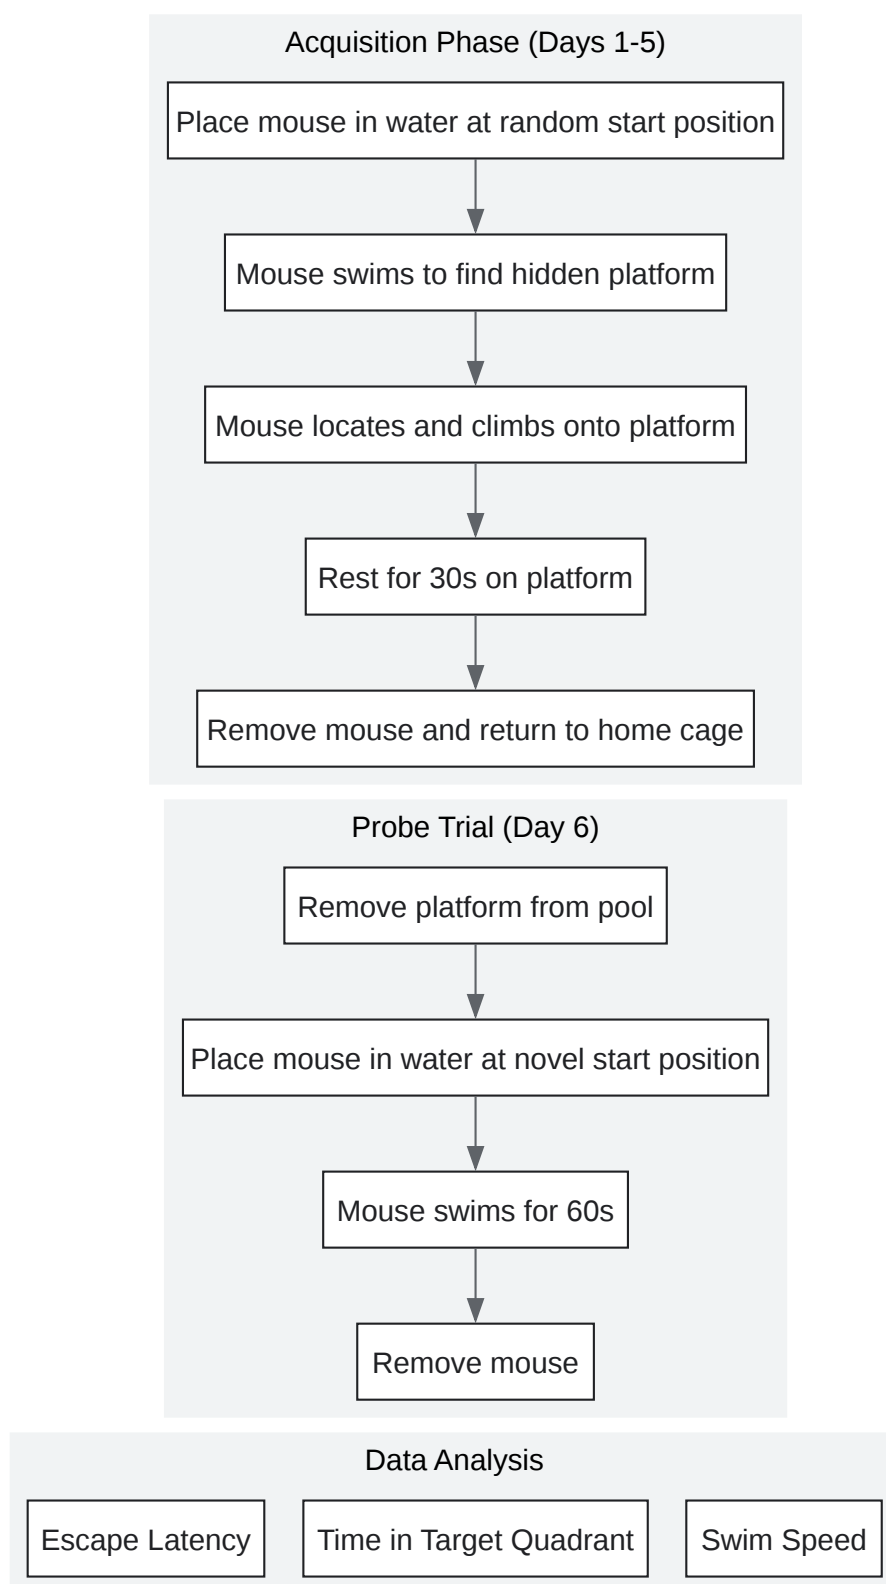 Acquisition Phase (Days 1-5)
Place mouse in water at random start position
Mouse swims to find hidden platform
Mouse locates and climbs onto platform
Rest for 30s on platform
Remove mouse and return to home cage
Probe Trial (Day 6)
Remove platform from pool
Place mouse in water at novel start position
Mouse swims for 60s
Remove mouse
Data Analysis
Escape Latency
Time in Target Quadrant
Swim Speed